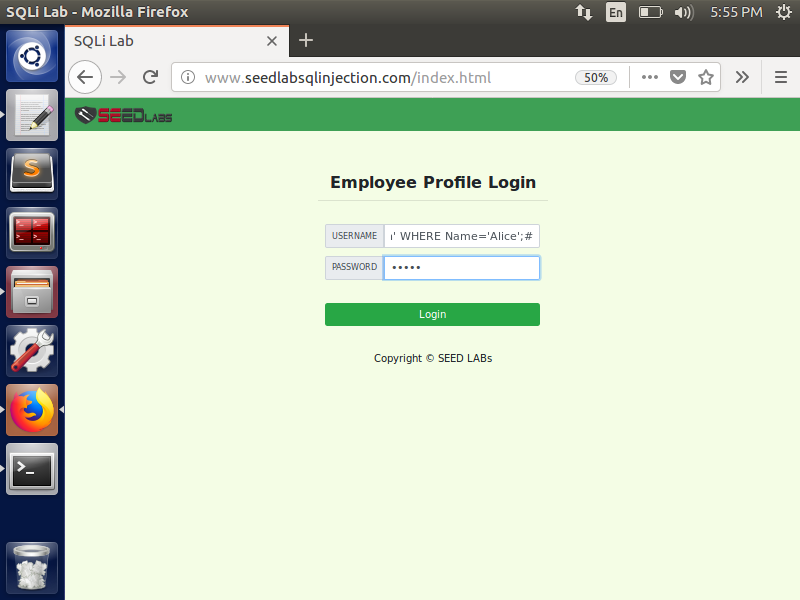 SQLi Lab - Mozilla Firefox
En
5:55 PM
SQLi Lab
www.seedlabsqlinjection.com/index.html
50%
SEEDLABS
Employee Profile Login
USERNAME
' WHERE Name='Alice';#
PASSWORD
Login
Copyright © SEED LABs